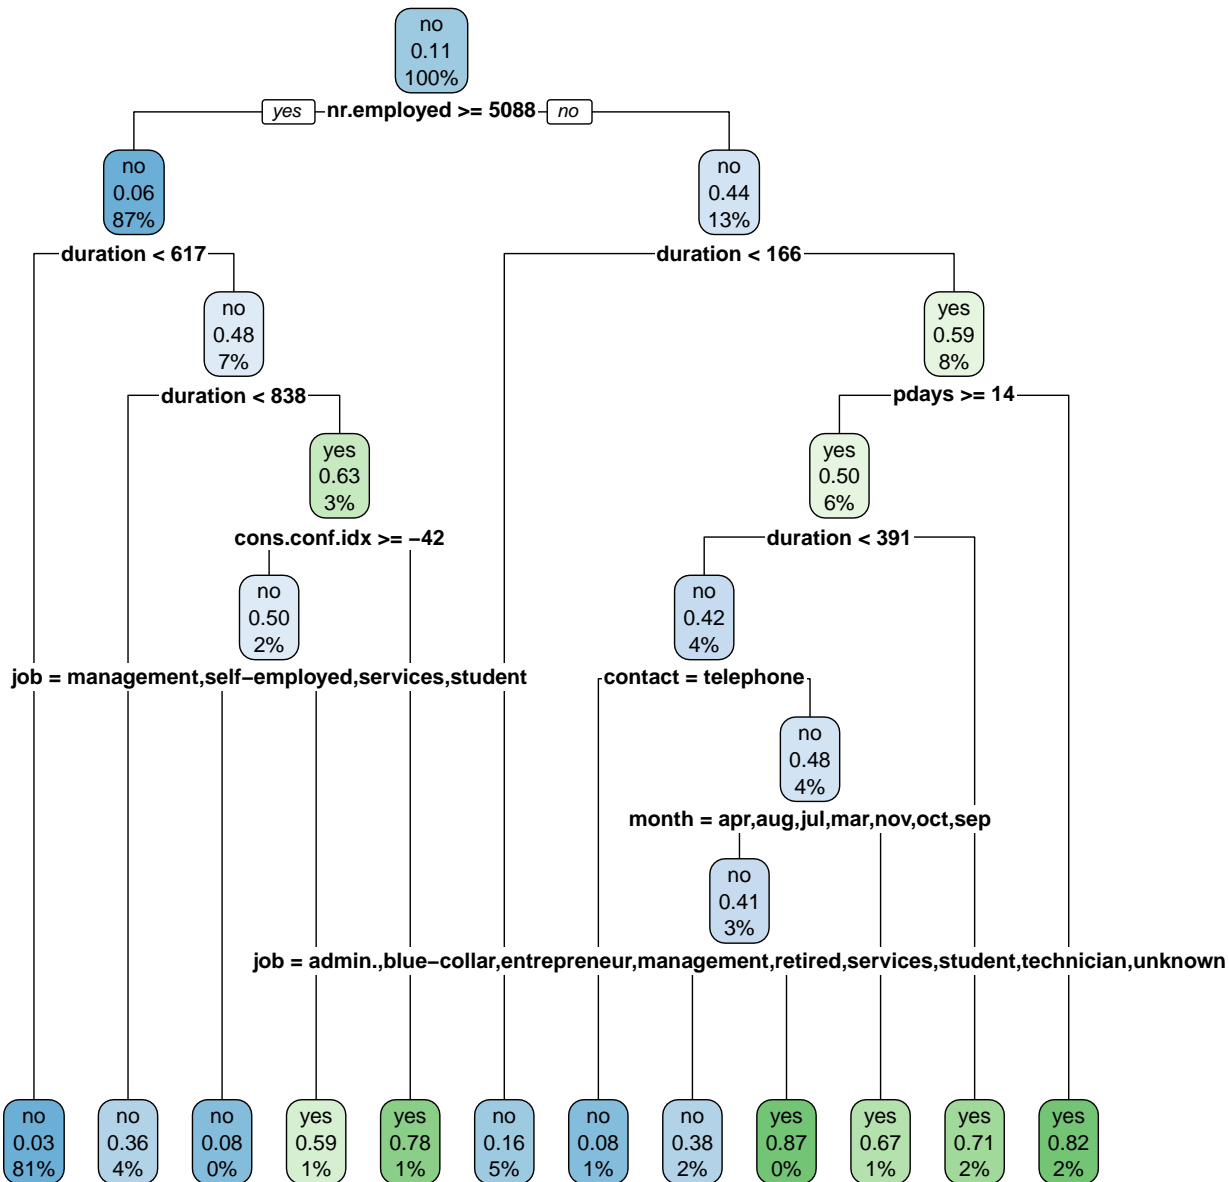 no
0.11
100%
yes nr.employed >= 5088 no
no
0.06
87%
no
0.44
13%
duration < 617
duration < 166
no
0.48
7%
yes
0.59
8%
duration < 838
pdays >= 14
yes
0.63
3%
yes
0.50
6%
cons.conf.idx >= −42
duration < 391
no
0.50
2%
no
0.42
4%
job = management,self−employed,services,student
contact = telephone
no
0.48
4%
month = apr,aug,jul,mar,nov,oct,sep
no
0.41
3%
job = admin.,blue−collar,entrepreneur,management,retired,services,student,technician,unknown
no
0.03
81%
no
0.36
4%
no
0.08
0%
yes
0.59
1%
yes
0.78
1%
no
0.16
5%
no
0.08
1%
no
0.38
2%
yes
0.87
0%
yes
0.67
1%
yes
0.71
2%
yes
0.82
2%